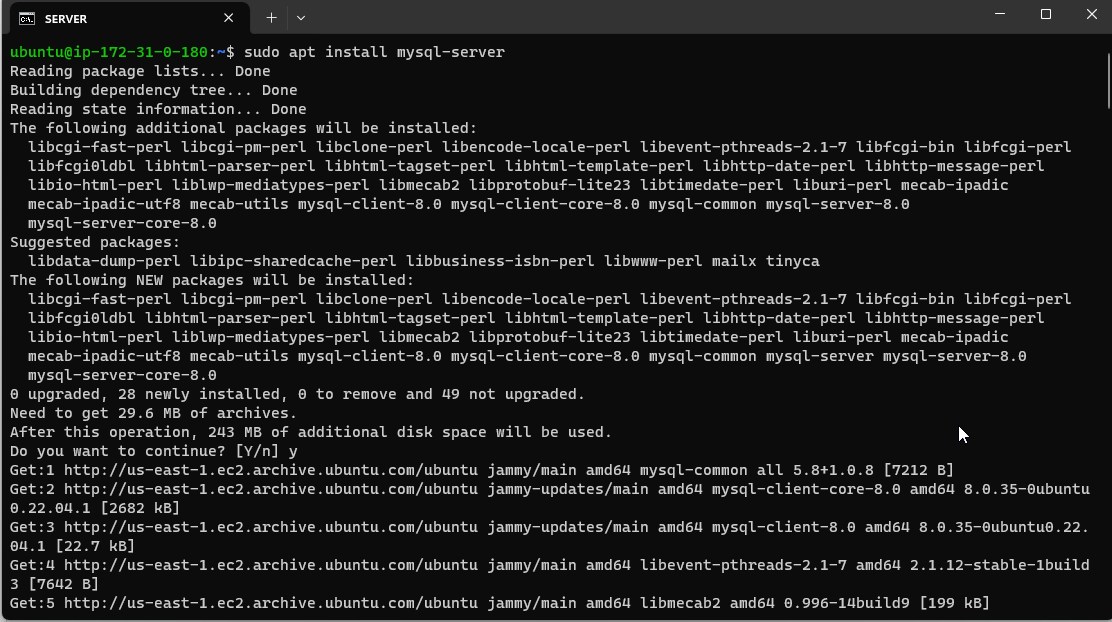 SERVER
ubuntu@ip-172-31-0-180:~$ sudo apt install mysql-server
Reading package lists... Done
Building dependency tree... Done
Reading state information... Done
The following additional packages will be installed:
  libcgi-fast-perl libcgi-pm-perl libclone-perl libencode-locale-perl libevent-pthreads-2.1-7 libfcgi-bin libfcgi-perl
  libfcgi0ldbl libhtml-parser-perl libhtml-tagset-perl libhtml-template-perl libhttp-date-perl libhttp-message-perl
  libio-html-perl liblwp-mediatypes-perl libmecab2 libprotobuf-lite23 libtimedate-perl liburi-perl mecab-ipadic
  mecab-ipadic-utf8 mecab-utils mysql-client-8.0 mysql-client-core-8.0 mysql-common mysql-server-8.0
  mysql-server-core-8.0
Suggested packages:
  libdata-dump-perl libipc-sharedcache-perl libbusiness-isbn-perl libwww-perl mailx tinyca
The following NEW packages will be installed:
  libcgi-fast-perl libcgi-pm-perl libclone-perl libencode-locale-perl libevent-pthreads-2.1-7 libfcgi-bin libfcgi-perl
  libfcgi0ldbl libhtml-parser-perl libhtml-tagset-perl libhtml-template-perl libhttp-date-perl libhttp-message-perl
  libio-html-perl liblwp-mediatypes-perl libmecab2 libprotobuf-lite23 libtimedate-perl liburi-perl mecab-ipadic
  mecab-ipadic-utf8 mecab-utils mysql-client-8.0 mysql-client-core-8.0 mysql-common mysql-server mysql-server-8.0
  mysql-server-core-8.0
0 upgraded, 28 newly installed, 0 to remove and 49 not upgraded.
Need to get 29.6 MB of archives.
After this operation, 243 MB of additional disk space will be used.
Do you want to continue? [Y/n] y
Get:1 http://us-east-1.ec2.archive.ubuntu.com/ubuntu jammy/main amd64 mysql-common all 5.8+1.0.8 [7212 B]
Get:2 http://us-east-1.ec2.archive.ubuntu.com/ubuntu jammy-updates/main amd64 mysql-client-core-8.0 amd64 8.0.35-0ubuntu
0.22.04.1 [2682 kB]
Get:3 http://us-east-1.ec2.archive.ubuntu.com/ubuntu jammy-updates/main amd64 mysql-client-8.0 amd64 8.0.35-0ubuntu0.22.
04.1 [22.7 kB]
Get:4 http://us-east-1.ec2.archive.ubuntu.com/ubuntu jammy/main amd64 libevent-pthreads-2.1-7 amd64 2.1.12-stable-1build
3 [7642 B]
Get:5 http://us-east-1.ec2.archive.ubuntu.com/ubuntu jammy/main amd64 libmecab2 amd64 0.996-14build9 [199 kB]